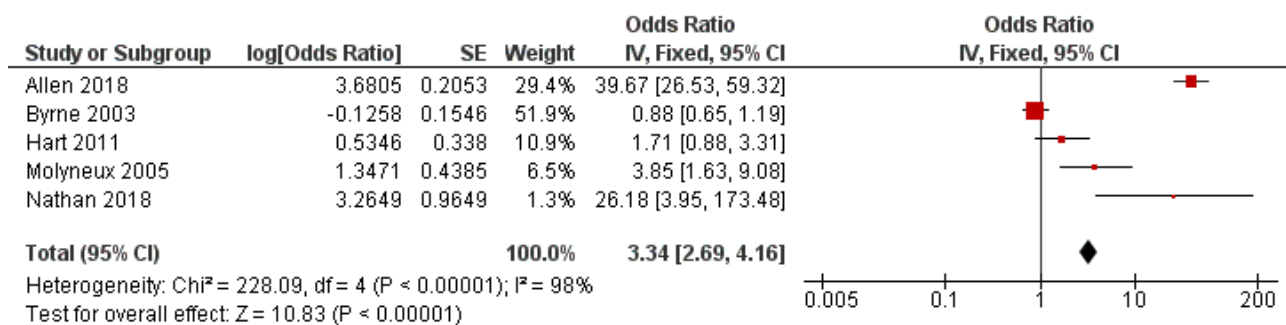 Odds Ratio Odds Ratio
Study or Subgroup log[Odds Ratio] SE Weight IV, Fixed, 95% CI IV, Fixed, 95% CI
Allen 2018 3.6805 0.2053 29.4% 39.67 [26.53, 59.32]
Byrne 2003 -0.1258 0.1546 51.9% 0.88 [0.65, 1.19]
Hart 2011 0.5346 0.338 10.9% 1.71 [0.88, 3.31]
Molyneux 2005 1.3471 0.4385 6.5% 3.85 [1.63, 9.08]
Nathan 2018 3.2649 0.9649 1.3% 26.18 [3.95, 173.48]
Total (95% CI) 100.0% 3.34 [2.69, 4.16]
Heterogeneity: Chi² = 228.09, df = 4 (P < 0.00001); I² = 98%
Test for overall effect: Z = 10.83 (P < 0.00001)
0.005 0.1 1 10 200